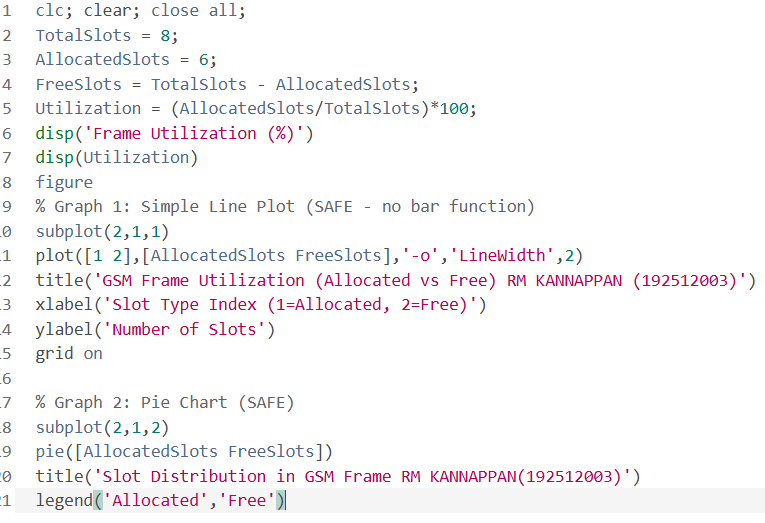 1 clc; clear; close all;
2 TotalSlots = 8;
3 AllocatedSlots = 6;
4 FreeSlots = TotalSlots - AllocatedSlots;
5 Utilization = (AllocatedSlots/TotalSlots)*100;
6 disp('Frame Utilization (%)')
7 disp(Utilization)
8 figure
9 % Graph 1: Simple Line Plot (SAFE - no bar function)
0 subplot(2,1,1)
1 plot([1 2],[AllocatedSlots FreeSlots],'-o','LineWidth',2)
2 title('GSM Frame Utilization (Allocated vs Free) RM KANNAPPAN (192512003)')
3 xlabel('Slot Type Index (1=Allocated, 2=Free)')
4 ylabel('Number of Slots')
5 grid on
6
7 % Graph 2: Pie Chart (SAFE)
8 subplot(2,1,2)
9 pie([AllocatedSlots FreeSlots])
0 title('Slot Distribution in GSM Frame RM KANNAPPAN(192512003)')
1 legend('Allocated','Free')